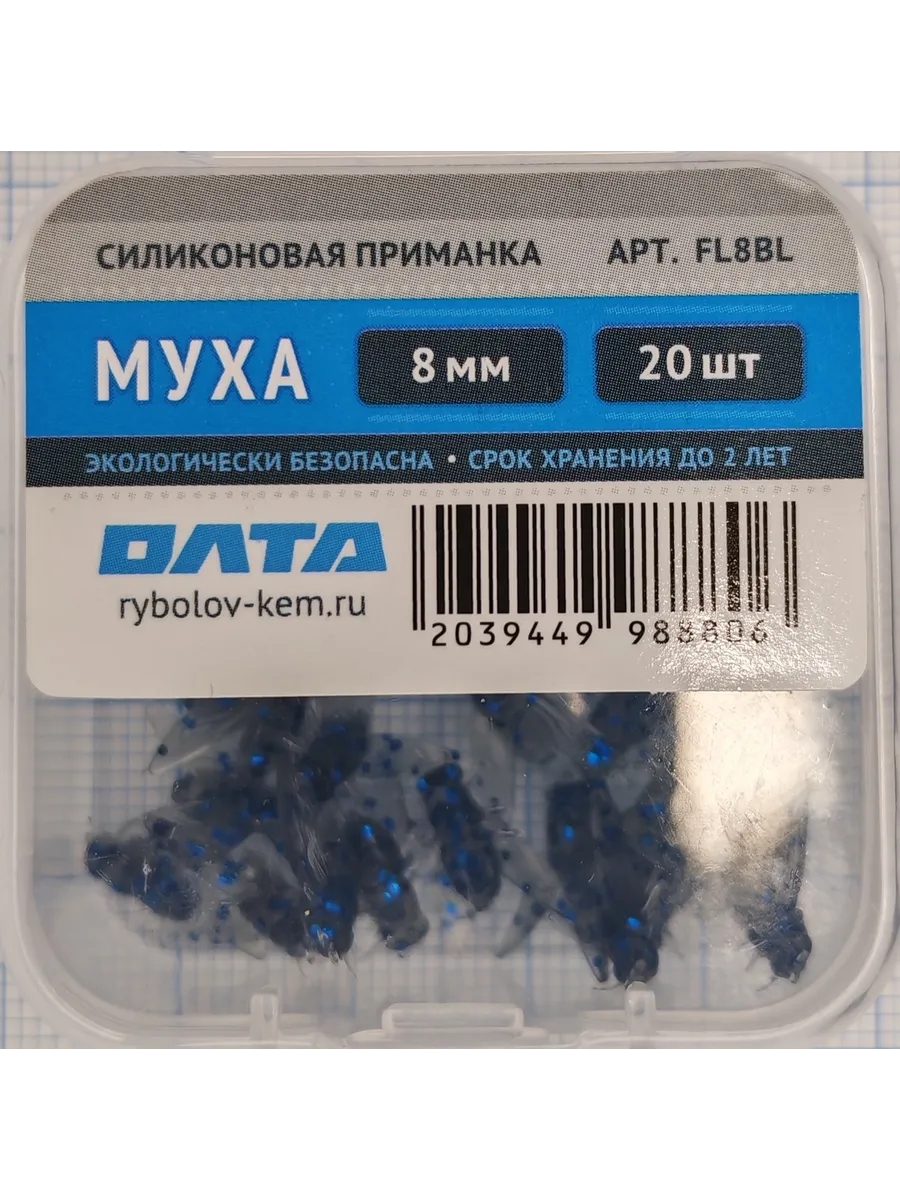 СИЛИКОНОВАЯ ПРИМАНКА АРТ. FL8BL
МУХА 8 мм 20 шт
ЭКОЛОГИЧЕСКИ БЕЗОПАСНА • СРОК ХРАНЕНИЯ ДО 2 ЛЕТ
ОЛТА
rybolov-kem.ru
2039449 988806